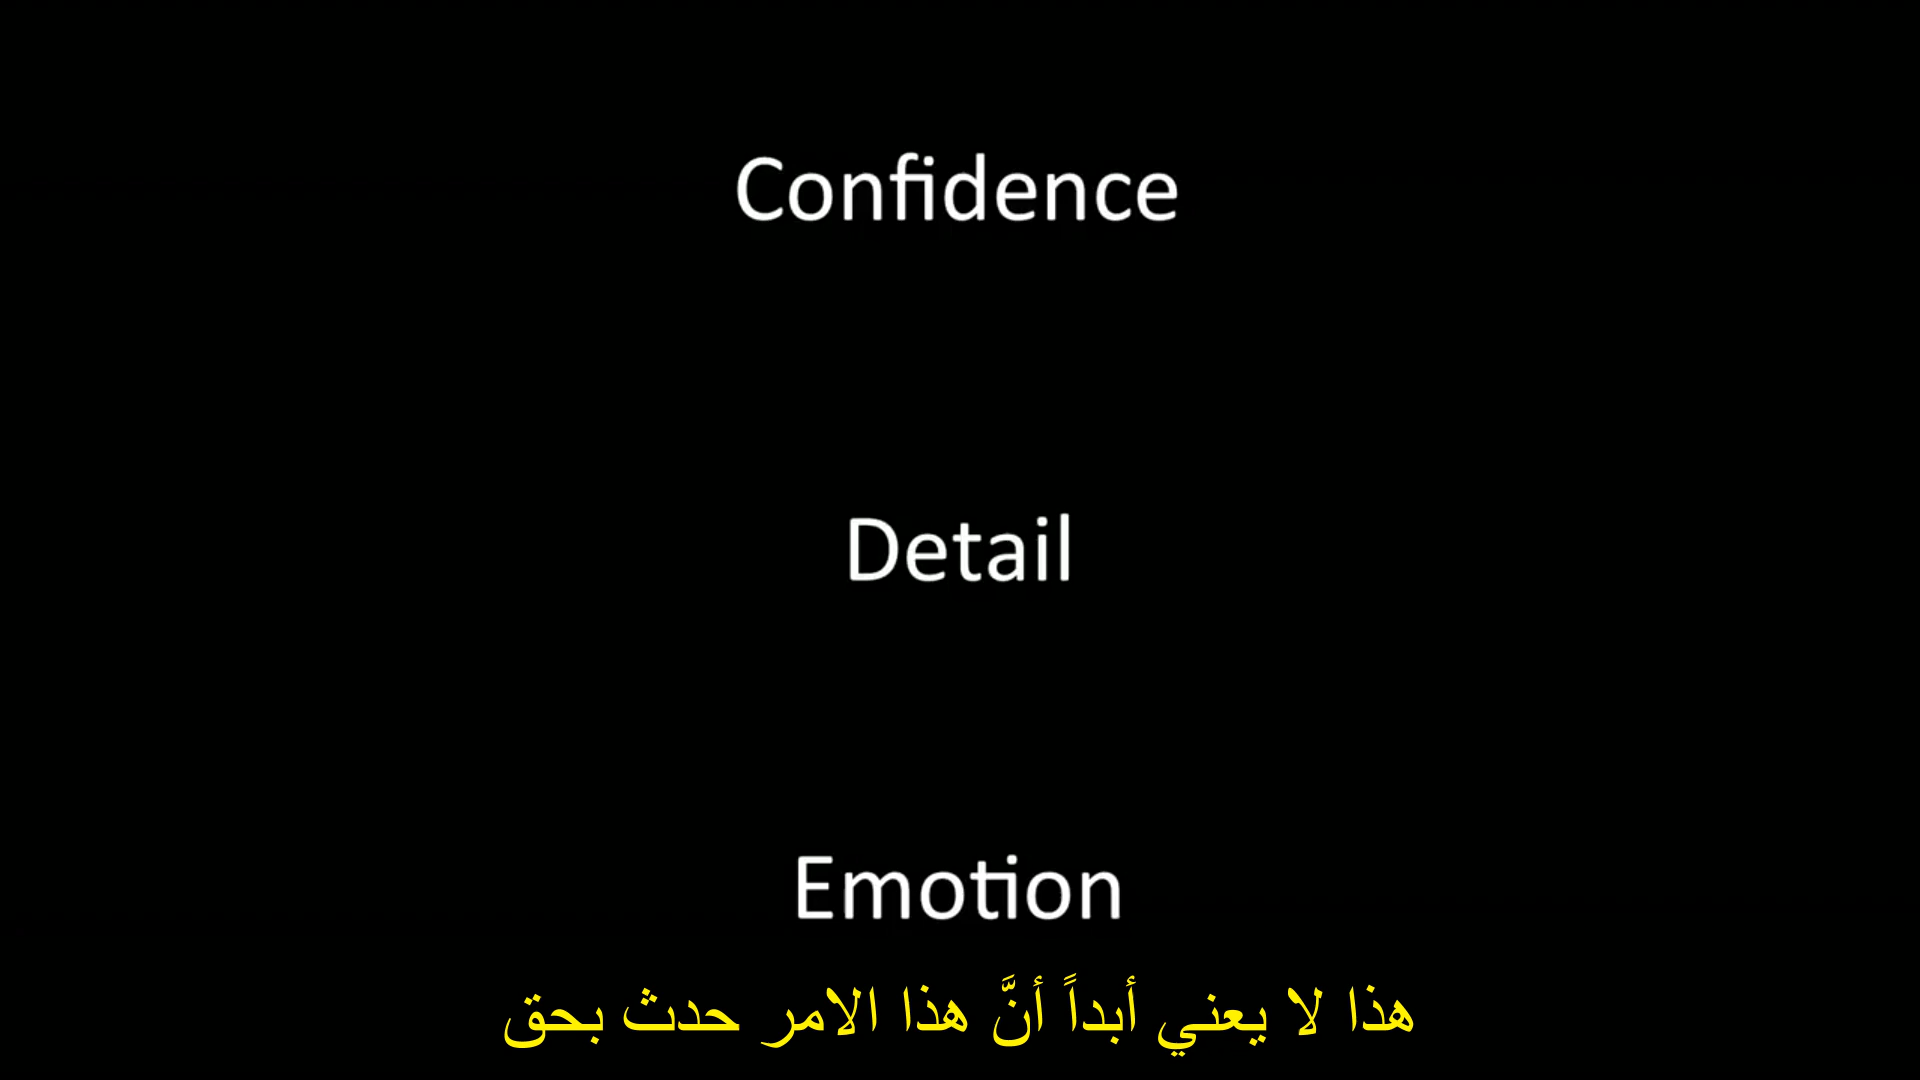 Confidence
Detail
Emotion
هذا لا يعني أبداً أنَّ هذا الامر حدث بحق